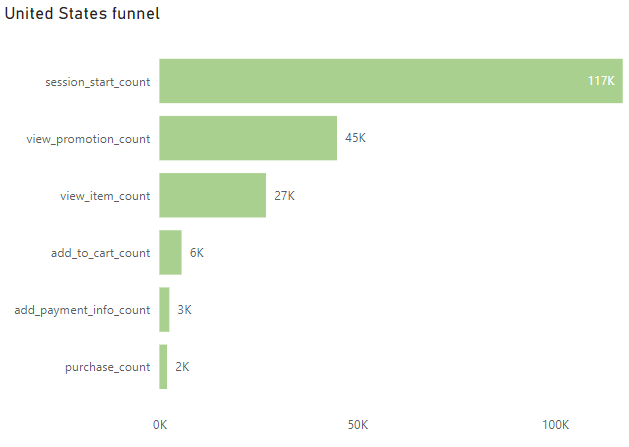 United States funnel
session_start_count 117K
view_promotion_count 45K
view_item_count 27K
add_to_cart_count 6K
add_payment_info_count 3K
purchase_count 2K
0K 50K 100K